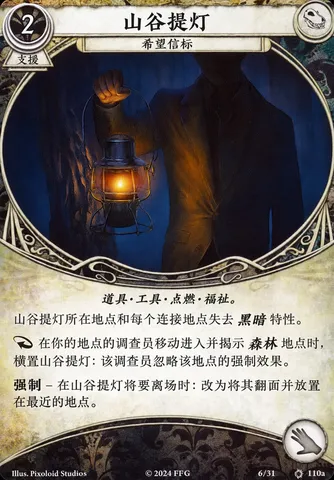 2
山谷提灯
希望信标
支援
道具·工具·点燃·福祉。
山谷提灯所在地点和每个连接地点失去 黑暗 特性。
在你的地点的调查员移动进入并揭示 森林 地点时，
横置山谷提灯：该调查员忽略该地点的强制效果。
强制 – 在山谷提灯将要离场时：改为将其翻面并放置
在最近的地点。
Illus. Pixoloid Studios
© 2024 FFG
6/31
110a